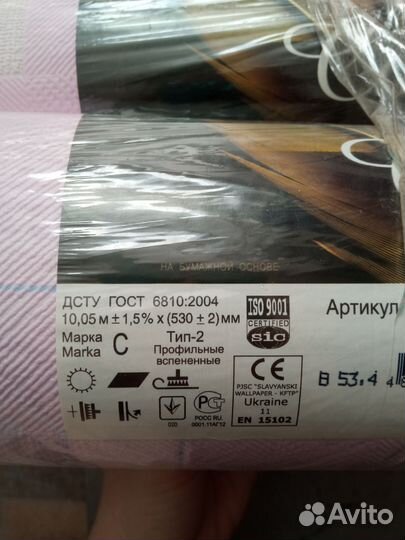 НА БУМАЖНОЙ ОСНОВЕ
ДСТУ ГОСТ 6810:2004
10,05 м ± 1,5% х (530 ± 2) мм
Марка
Marka
С
Тип-2
Профильные
вспененные
ISO 9001
CERTIFIED
sic
Артикул
020
РОСС RU.
0001.11АГ12
CE
PJSC "SLAVYANSKI
WALLPAPER - KFTP"
Ukraine
11
EN 15102
В 53.4
Avito